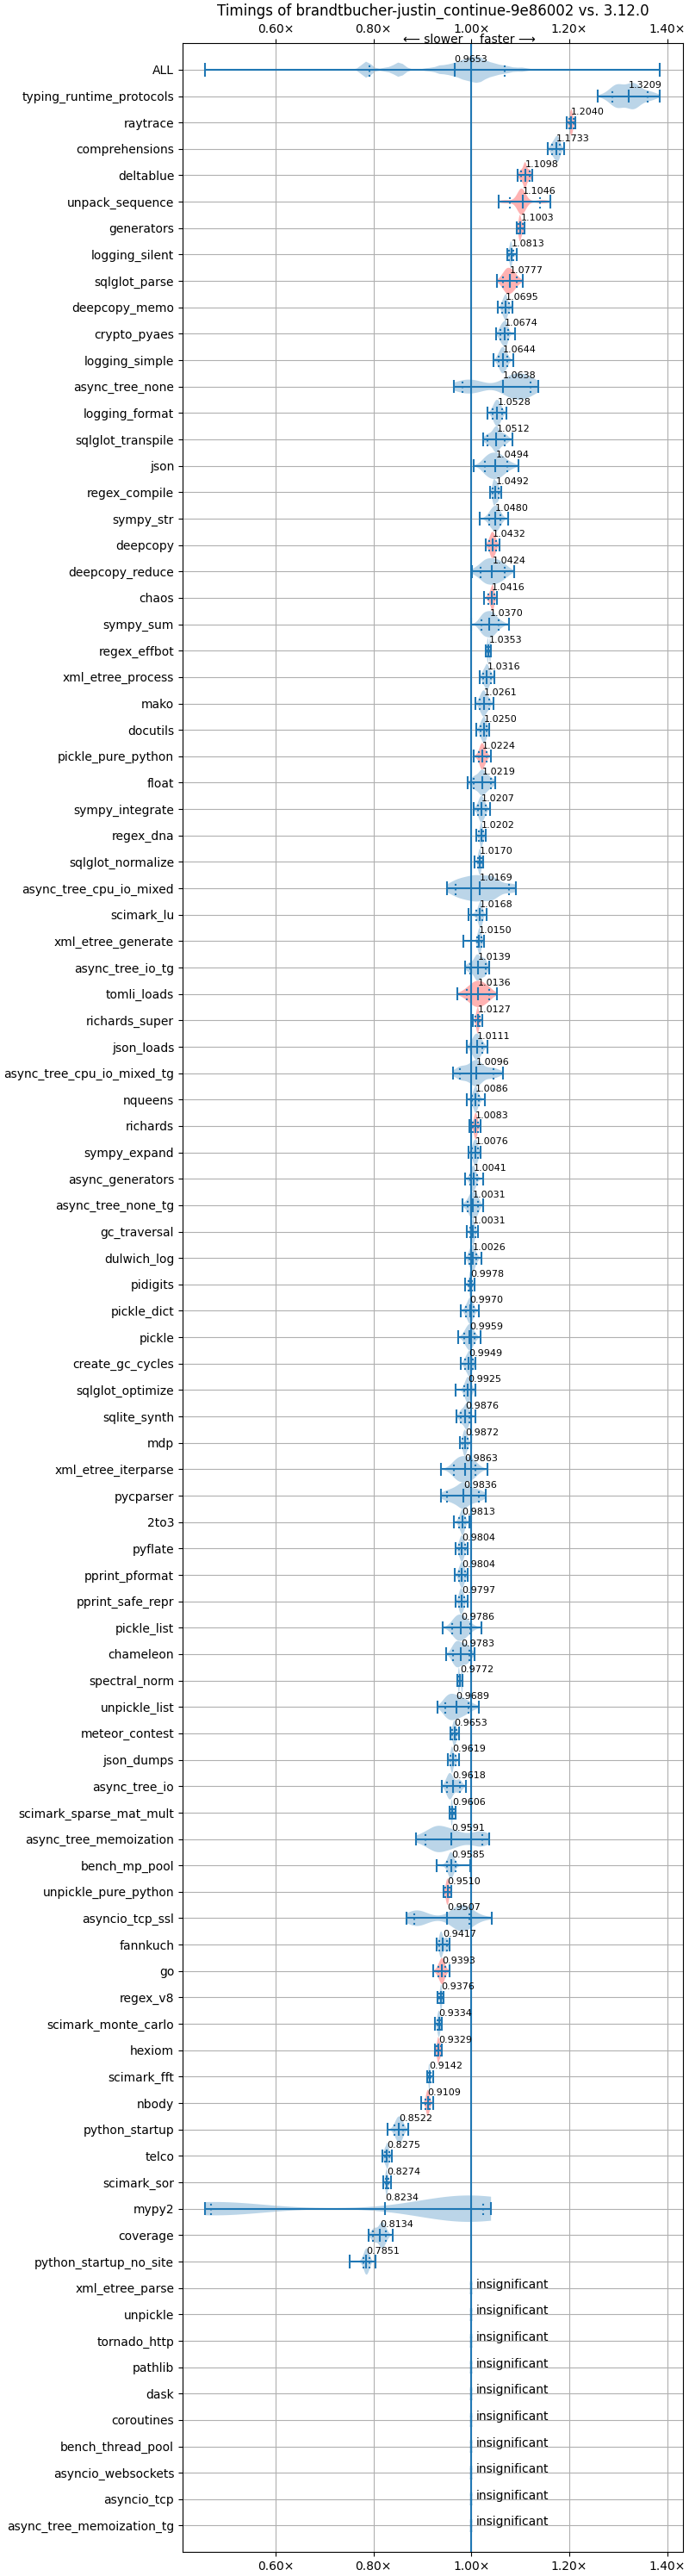 Timings of brandtbucher-justin_continue-9e86002 vs. 3.12.0
0.60× 0.80× 1.00× 1.20× 1.40×
⟵ slower faster ⟶
ALL 0.9653
typing_runtime_protocols 1.3209
raytrace 1.2040
comprehensions 1.1733
deltablue 1.1098
unpack_sequence 1.1046
generators 1.1003
logging_silent 1.0813
sqlglot_parse 1.0777
deepcopy_memo 1.0695
crypto_pyaes 1.0674
logging_simple 1.0644
async_tree_none 1.0638
logging_format 1.0528
sqlglot_transpile 1.0512
json 1.0494
regex_compile 1.0492
sympy_str 1.0480
deepcopy 1.0432
deepcopy_reduce 1.0424
chaos 1.0416
sympy_sum 1.0370
regex_effbot 1.0353
xml_etree_process 1.0316
mako 1.0261
docutils 1.0250
pickle_pure_python 1.0224
float 1.0219
sympy_integrate 1.0207
regex_dna 1.0202
sqlglot_normalize 1.0170
async_tree_cpu_io_mixed 1.0169
scimark_lu 1.0168
xml_etree_generate 1.0150
async_tree_io_tg 1.0139
tomli_loads 1.0136
richards_super 1.0127
json_loads 1.0111
async_tree_cpu_io_mixed_tg 1.0096
nqueens 1.0086
richards 1.0083
sympy_expand 1.0076
async_generators 1.0041
async_tree_none_tg 1.0031
gc_traversal 1.0031
dulwich_log 1.0026
pidigits 0.9978
pickle_dict 0.9970
pickle 0.9959
create_gc_cycles 0.9949
sqlglot_optimize 0.9925
sqlite_synth 0.9876
mdp 0.9872
xml_etree_iterparse 0.9863
pycparser 0.9836
2to3 0.9813
pyflate 0.9804
pprint_pformat 0.9804
pprint_safe_repr 0.9797
pickle_list 0.9786
chameleon 0.9783
spectral_norm 0.9772
unpickle_list 0.9689
meteor_contest 0.9653
json_dumps 0.9619
async_tree_io 0.9618
scimark_sparse_mat_mult 0.9606
async_tree_memoization 0.9591
bench_mp_pool 0.9585
unpickle_pure_python 0.9510
asyncio_tcp_ssl 0.9507
fannkuch 0.9417
go 0.9393
regex_v8 0.9376
scimark_monte_carlo 0.9334
hexiom 0.9329
scimark_fft 0.9142
nbody 0.9109
python_startup 0.8522
telco 0.8275
scimark_sor 0.8274
mypy2 0.8234
coverage 0.8134
python_startup_no_site 0.7851
xml_etree_parse insignificant
unpickle insignificant
tornado_http insignificant
pathlib insignificant
dask insignificant
coroutines insignificant
bench_thread_pool insignificant
asyncio_websockets insignificant
asyncio_tcp insignificant
async_tree_memoization_tg insignificant
0.60× 0.80× 1.00× 1.20× 1.40×